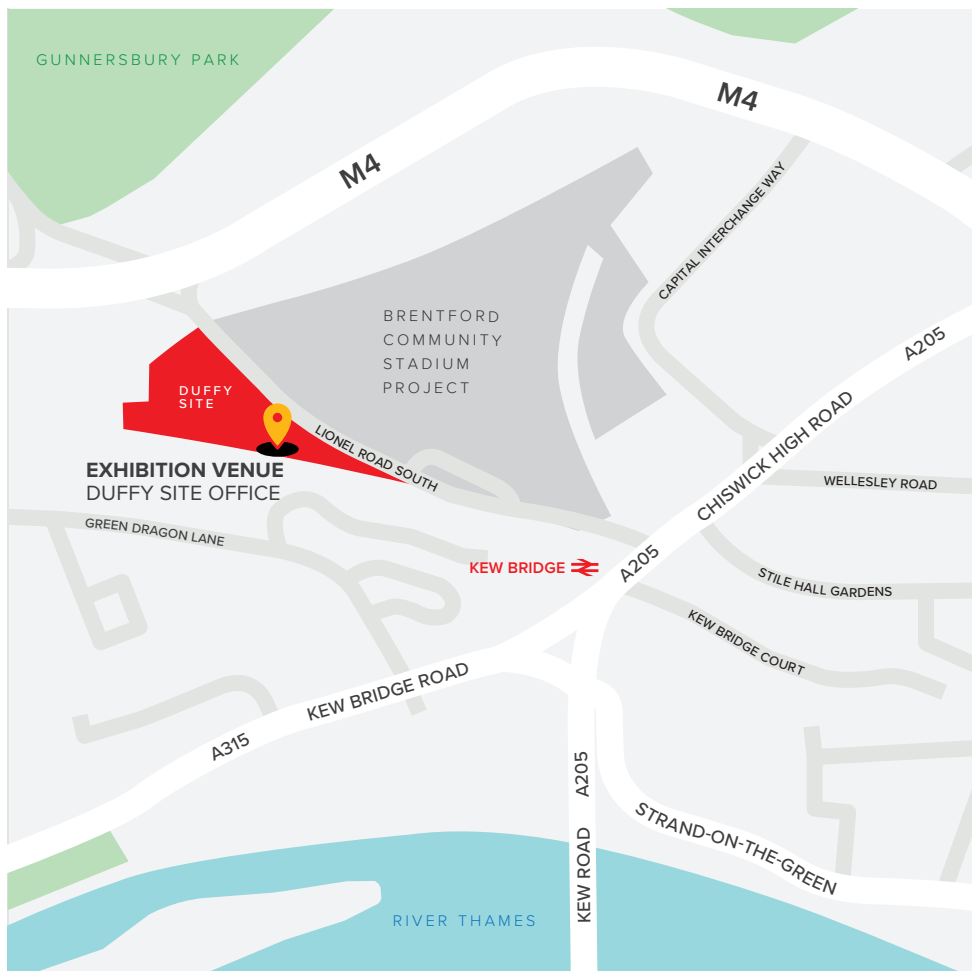 GUNNERSBURY PARK
M4
M4
CAPITAL INTERCHANGE WAY
BRENTFORD
COMMUNITY
STADIUM
PROJECT
A205
DUFFY
SITE
CHISWICK HIGH ROAD
LIONEL ROAD SOUTH
EXHIBITION VENUE
DUFFY SITE OFFICE
WELLESLEY ROAD
GREEN DRAGON LANE
KEW BRIDGE
A205
STILE HALL GARDENS
KEW BRIDGE COURT
KEW BRIDGE ROAD
A315
A205
KEW ROAD
STRAND-ON-THE-GREEN
RIVER THAMES